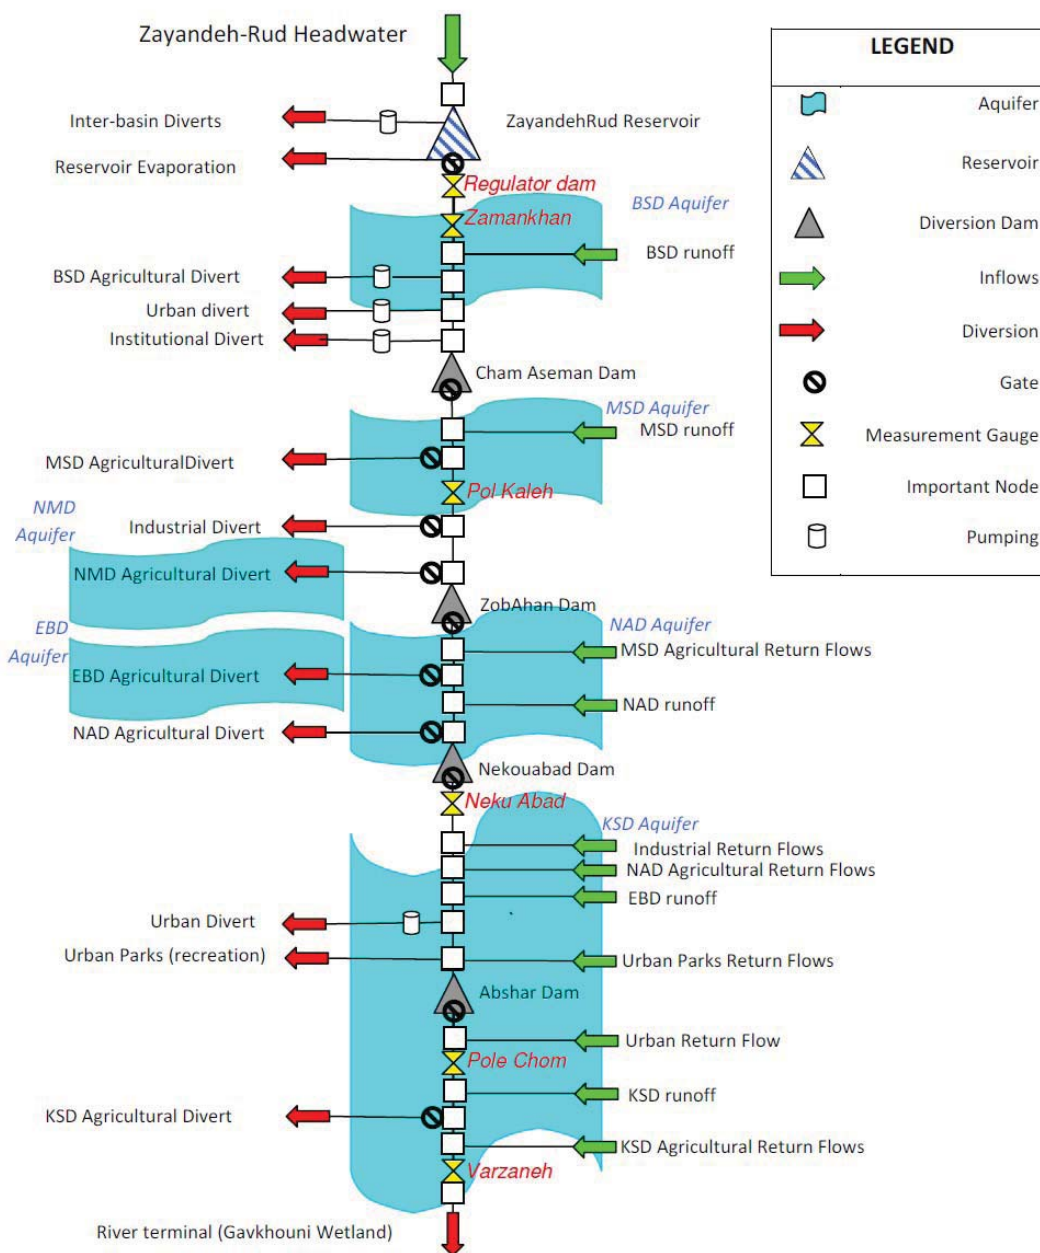 Zayandeh-Rud Headwater
Inter-basin Diverts
ZayandehRud Reservoir
Reservoir Evaporation
Regulator dam
Zamankhan
BSD Aquifer
BSD runoff
BSD Agricultural Divert
Urban divert
Institutional Divert
Cham Aseman Dam
MSD Aquifer
MSD runoff
MSD AgriculturalDivert
Pol Kaleh
NMD
Aquifer
Industrial Divert
NMD Agricultural Divert
ZobAhan Dam
EBD
Aquifer
NAD Aquifer
MSD Agricultural Return Flows
EBD Agricultural Divert
NAD runoff
NAD Agricultural Divert
Nekouabad Dam
Neku Abad
KSD Aquifer
Industrial Return Flows
NAD Agricultural Return Flows
EBD runoff
Urban Divert
Urban Parks (recreation)
Urban Parks Return Flows
Abshar Dam
Urban Return Flow
Pole Chom
KSD runoff
KSD Agricultural Divert
KSD Agricultural Return Flows
Varzaneh
River terminal (Gavkhouni Wetland)
LEGEND
Aquifer
Reservoir
Diversion Dam
Inflows
Diversion
Gate
Measurement Gauge
Important Node
Pumping